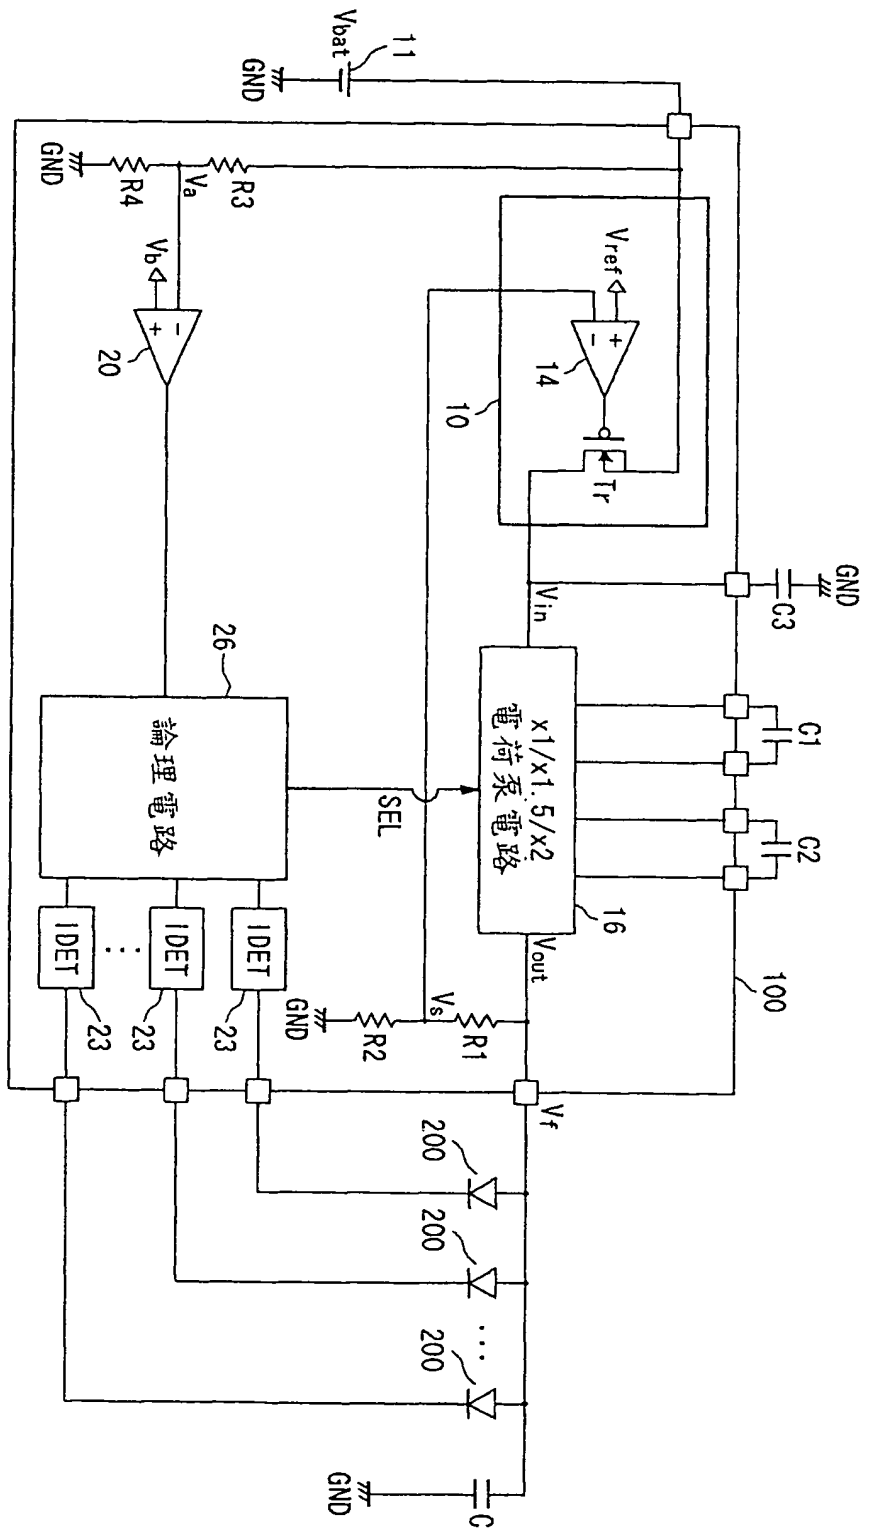 GND
C3
C1
C2
100
11
Vbat
GND
Vref
+
−
14
Tr
10
Vin
x1/x1.5/x2
電荷泵電路
16
Vout
Vf
R3
Va
R4
GND
Vb
−
+
20
26
論理電路
SEL
IDET
IDET
...
IDET
23
23
23
R1
Vs
R2
GND
200
200
...
200
C
GND